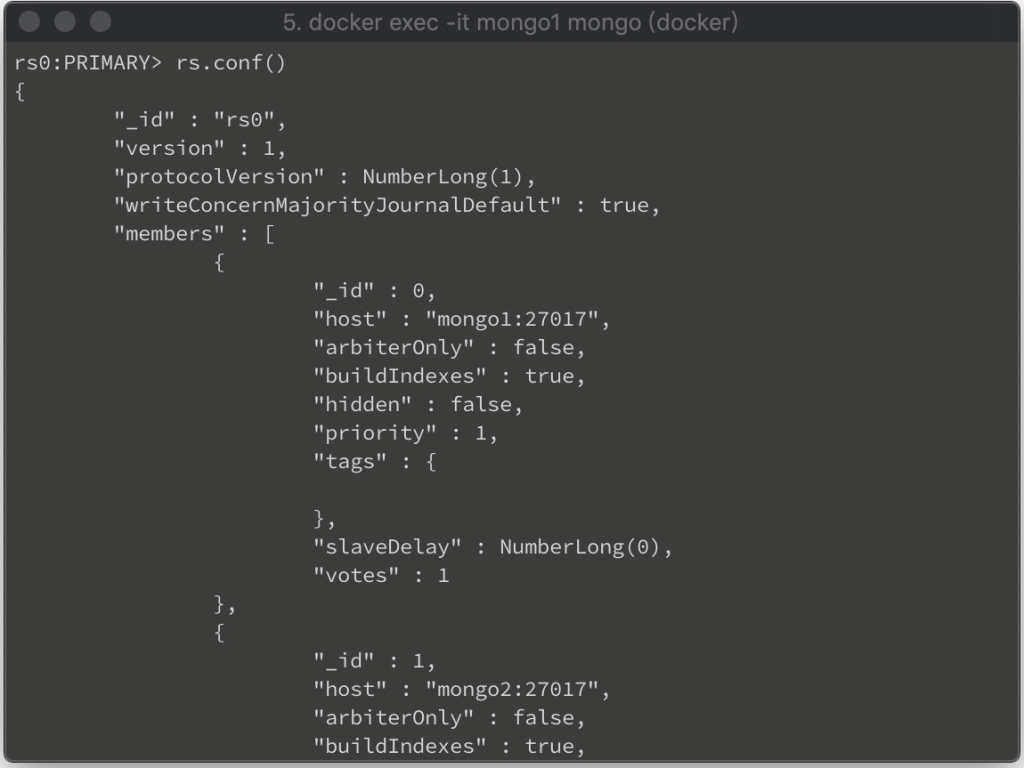 5. docker exec -it mongo1 mongo (docker)
rs0:PRIMARY> rs.conf()
{
        "_id" : "rs0",
        "version" : 1,
        "protocolVersion" : NumberLong(1),
        "writeConcernMajorityJournalDefault" : true,
        "members" : [
                {
                        "_id" : 0,
                        "host" : "mongo1:27017",
                        "arbiterOnly" : false,
                        "buildIndexes" : true,
                        "hidden" : false,
                        "priority" : 1,
                        "tags" : {

                        },
                        "slaveDelay" : NumberLong(0),
                        "votes" : 1
                },
                {
                        "_id" : 1,
                        "host" : "mongo2:27017",
                        "arbiterOnly" : false,
                        "buildIndexes" : true,